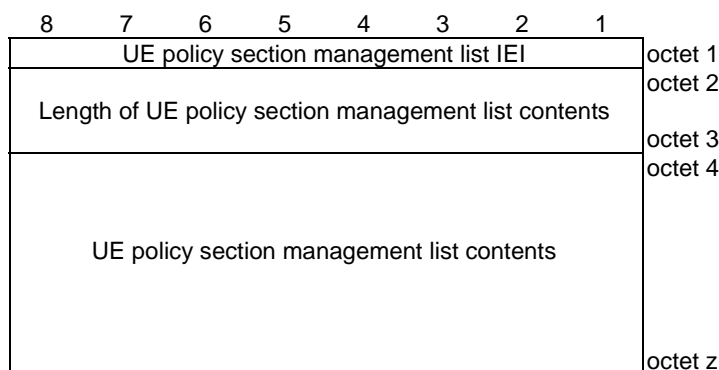 8 7 6 5 4 3 2 1
UE policy section management list IEI octet 1
octet 2
Length of UE policy section management list contents
octet 3
octet 4
UE policy section management list contents
octet z